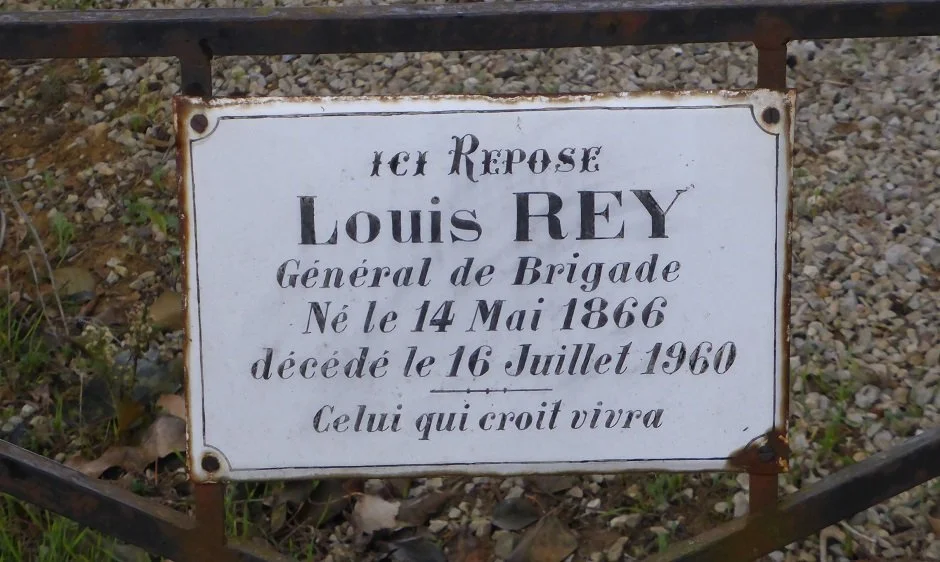 ICI REPOSE
Louis REY
Général de Brigade
Né le 14 Mai 1866
décédé le 16 Juillet 1960
Celui qui croit vivra